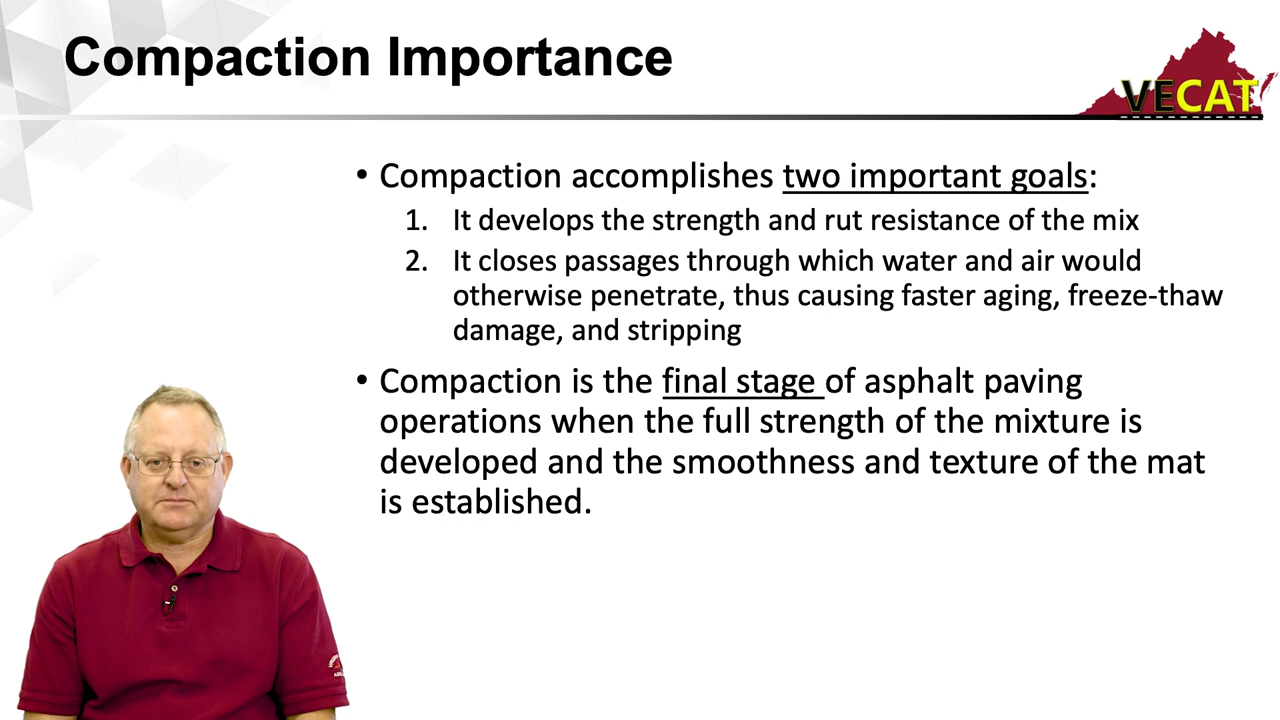 Compaction Importance
VECAT
• Compaction accomplishes two important goals:
1. It develops the strength and rut resistance of the mix
2. It closes passages through which water and air would
otherwise penetrate, thus causing faster aging, freeze-thaw
damage, and stripping
• Compaction is the final stage of asphalt paving
operations when the full strength of the mixture is
developed and the smoothness and texture of the mat
is established.